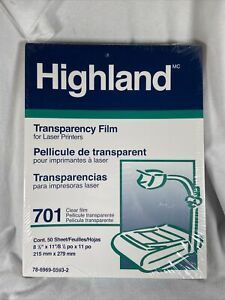 Highland MC
Transparency Film
for Laser Printers
Pellicule de transparent
pour imprimantes à laser
Transparencias
para impresoras laser
701
Clear film
Pellicule transparente
Película transparente
Cont. 50 Sheet/Feuilles/Hojas
8 ½" x 11"/8 ½ po x 11 po
215 mm x 279 mm
78-6969-5593-2